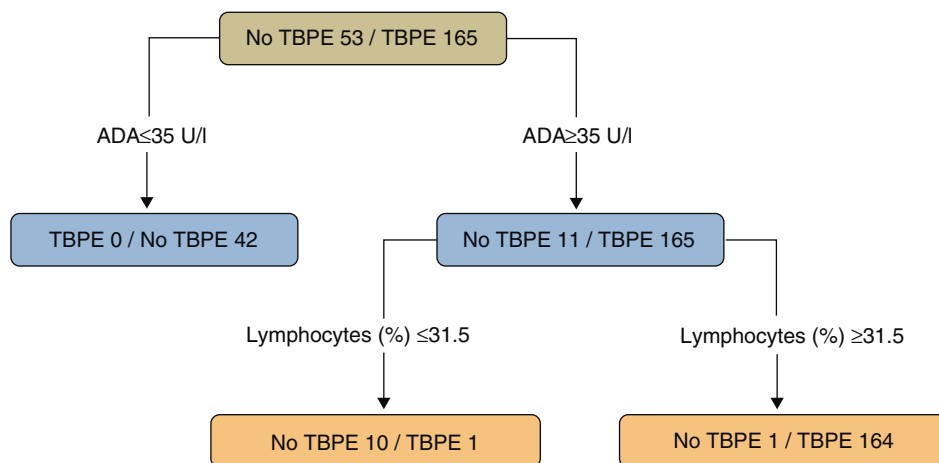 No TBPE 53 / TBPE 165
ADA≤35 U/l
ADA≥35 U/l
TBPE 0 / No TBPE 42
No TBPE 11 / TBPE 165
Lymphocytes (%) ≤31.5
Lymphocytes (%) ≥31.5
No TBPE 10 / TBPE 1
No TBPE 1 / TBPE 164